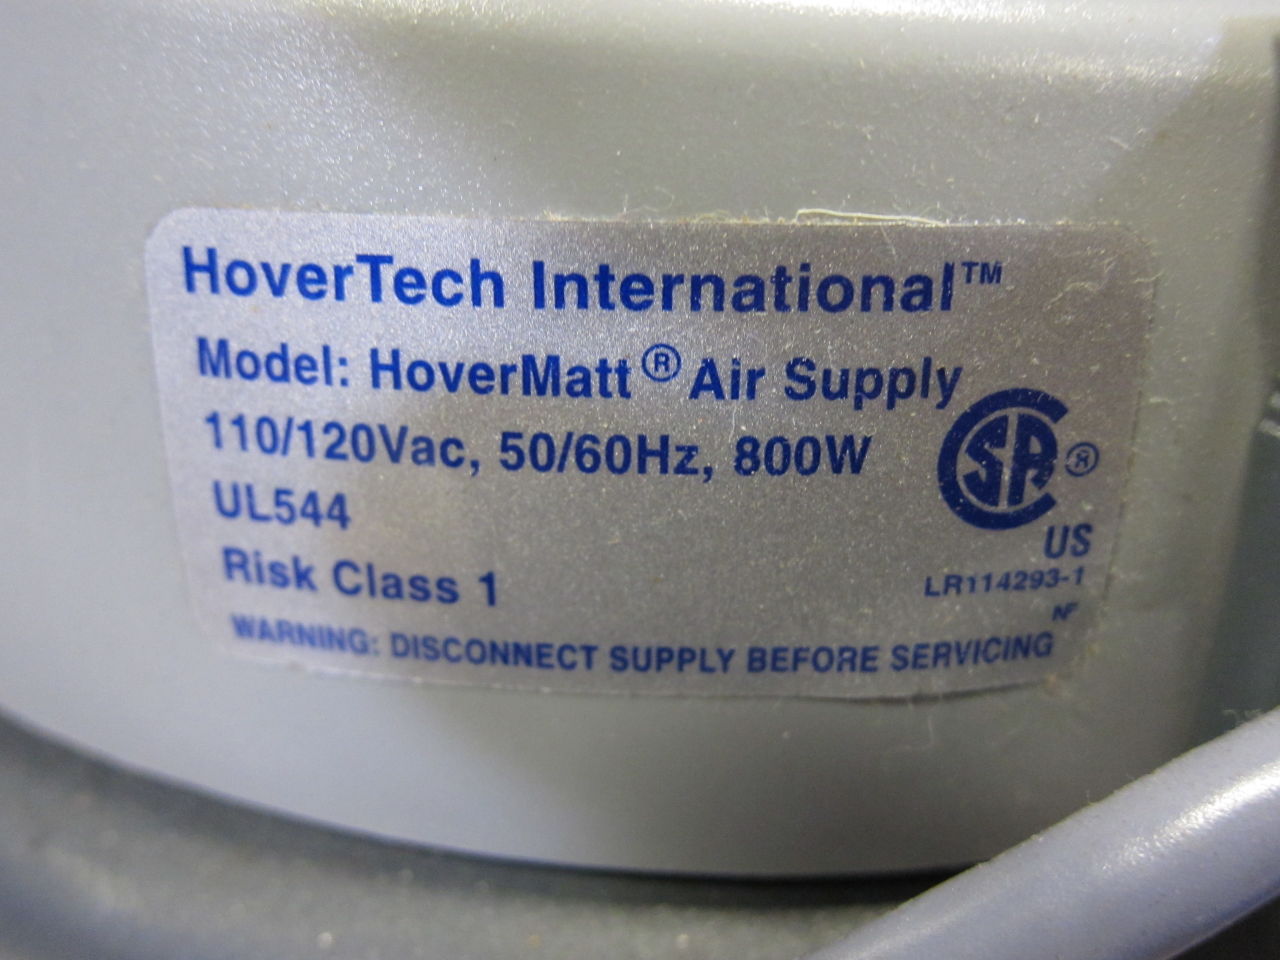 HoverTech International™
Model: HoverMatt® Air Supply
110/120Vac, 50/60Hz, 800W
UL544
Risk Class 1
CSA®
US
LR114293-1
NF
WARNING: DISCONNECT SUPPLY BEFORE SERVICING